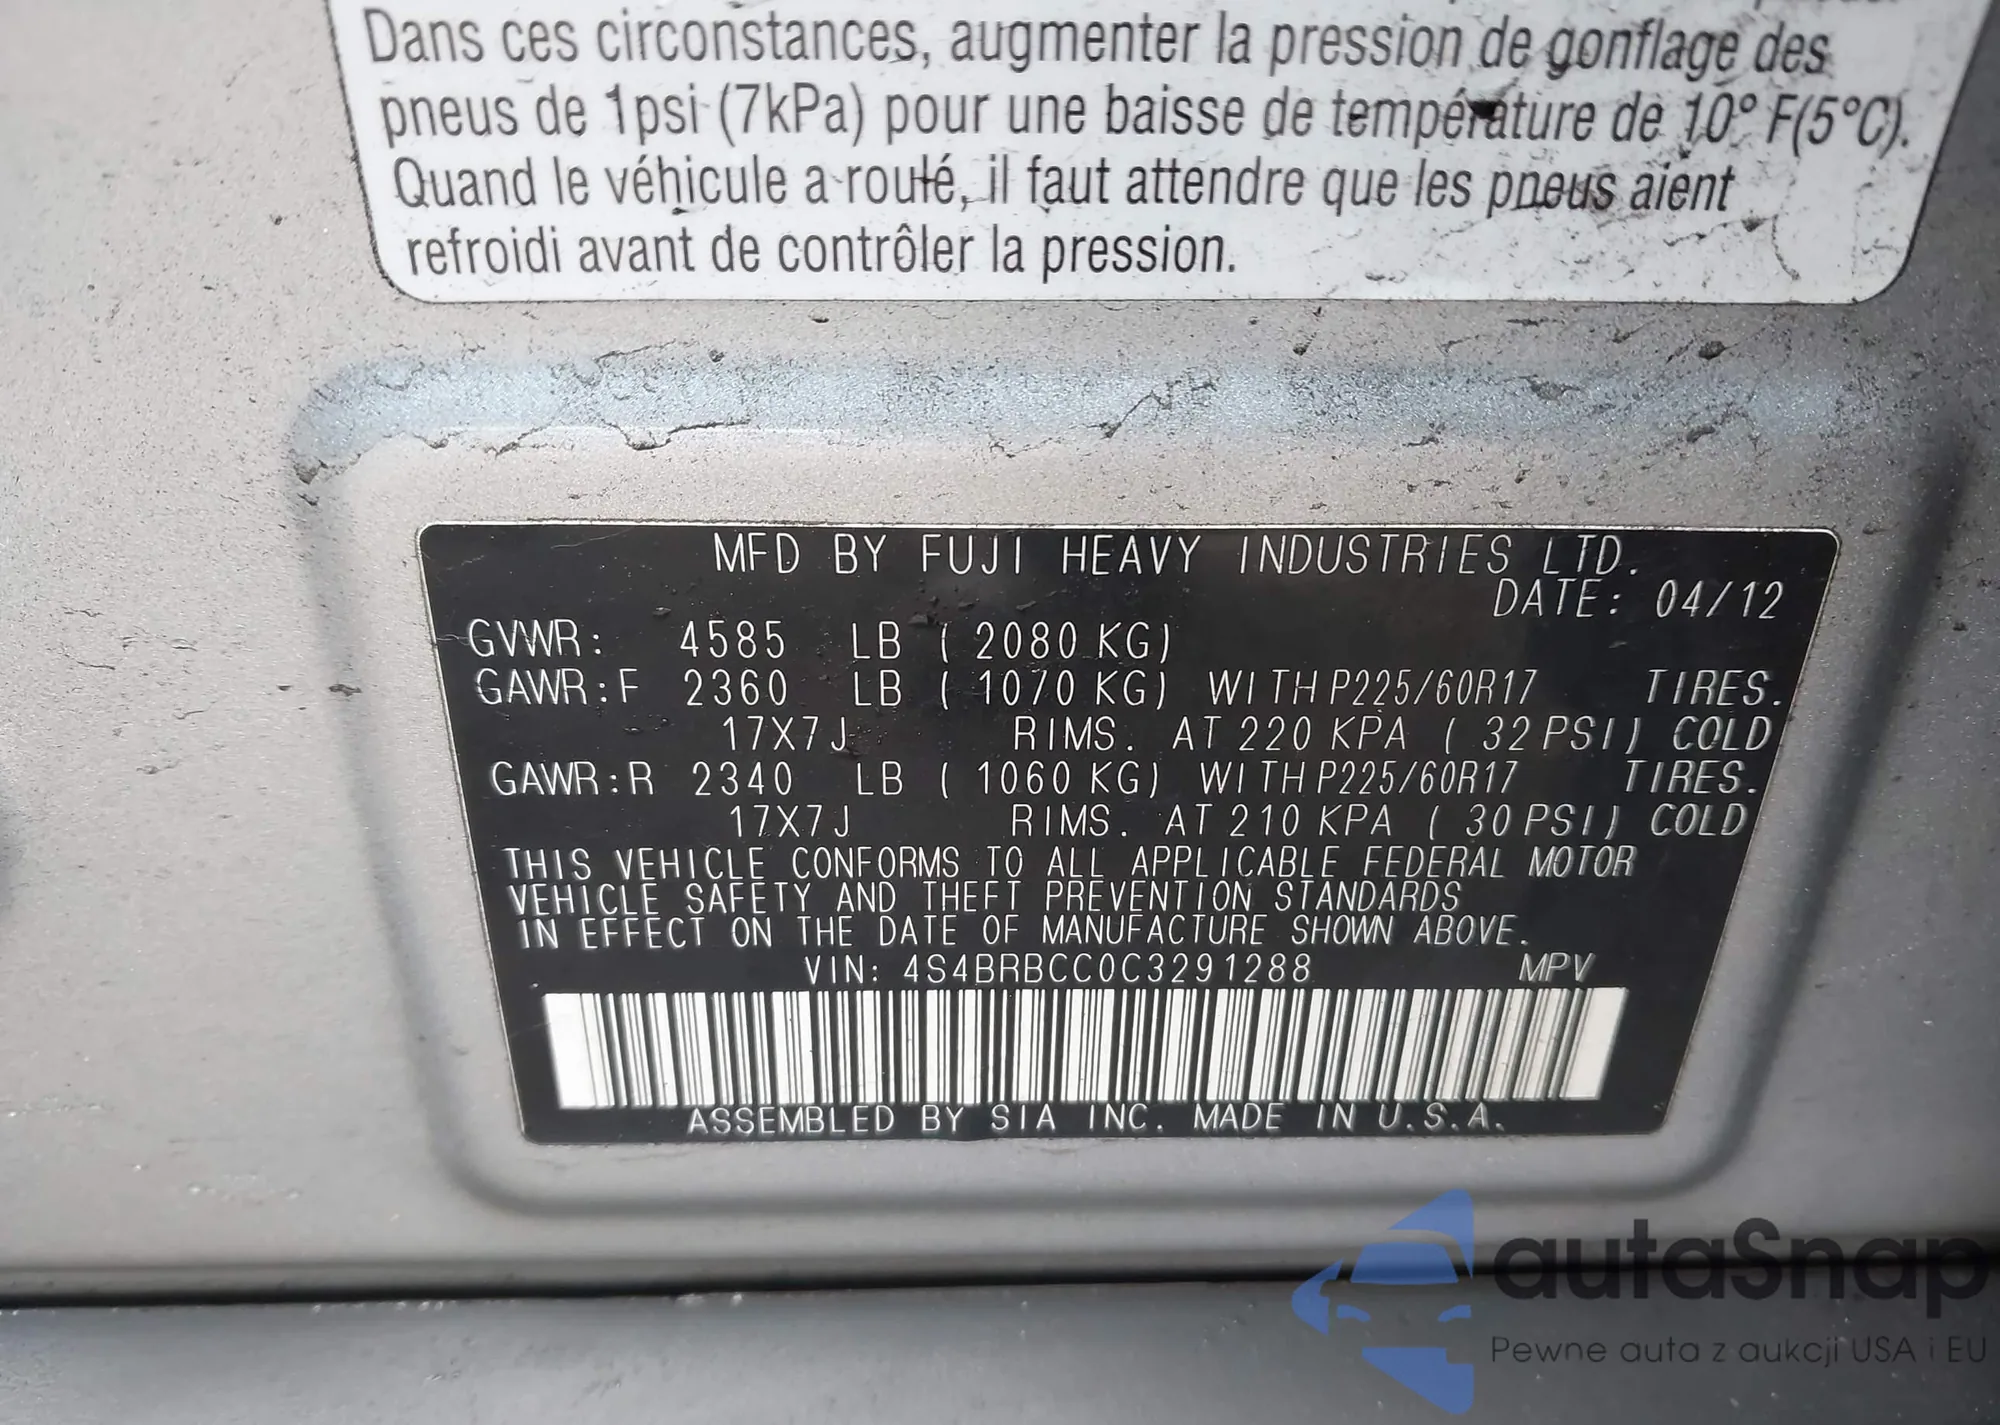 Dans ces circonstances, augmenter la pression de gonflage des
pneus de 1psi (7kPa) pour une baisse de température de 10° F(5°C).
Quand le véhicule a roulé, il faut attendre que les pneus aient
refroidi avant de contrôler la pression.
MFD BY FUJI HEAVY INDUSTRIES LTD.
DATE: 04/12
GVWR: 4585 LB ( 2080 KG)
GAWR:F 2360 LB ( 1070 KG) WITH P225/60R17 TIRES.
17X7J RIMS. AT 220 KPA ( 32 PSI) COLD
GAWR:R 2340 LB ( 1060 KG) WITH P225/60R17 TIRES.
17X7J RIMS. AT 210 KPA ( 30 PSI) COLD
THIS VEHICLE CONFORMS TO ALL APPLICABLE FEDERAL MOTOR
VEHICLE SAFETY AND THEFT PREVENTION STANDARDS
IN EFFECT ON THE DATE OF MANUFACTURE SHOWN ABOVE.
VIN: 4S4BRBCC0C3291288 MPV
ASSEMBLED BY SIA INC. MADE IN U.S.A.
autaSnap
Pewne auta z aukcji USA i EU